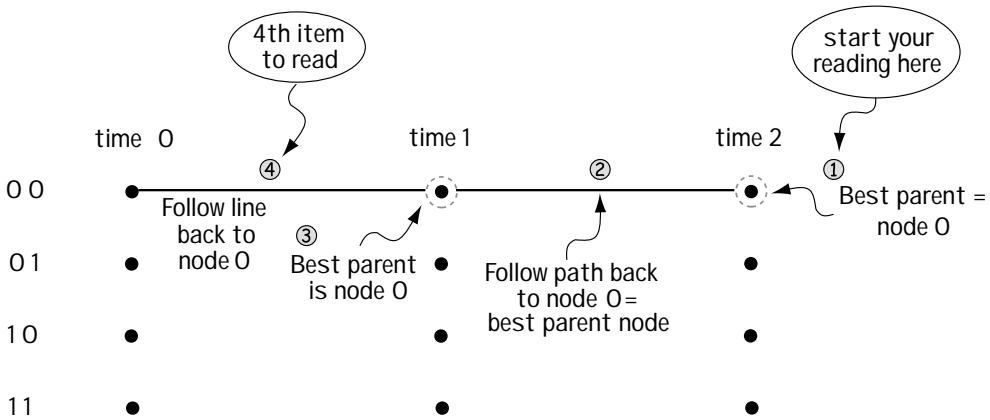 4th item
to read
start your
reading here
time 0
time 1
time 2
4
2
1
00
Follow line
back to
node 0
3
Best parent
is node 0
Follow path back
to node 0=
best parent node
Best parent =
node 0
01
10
11